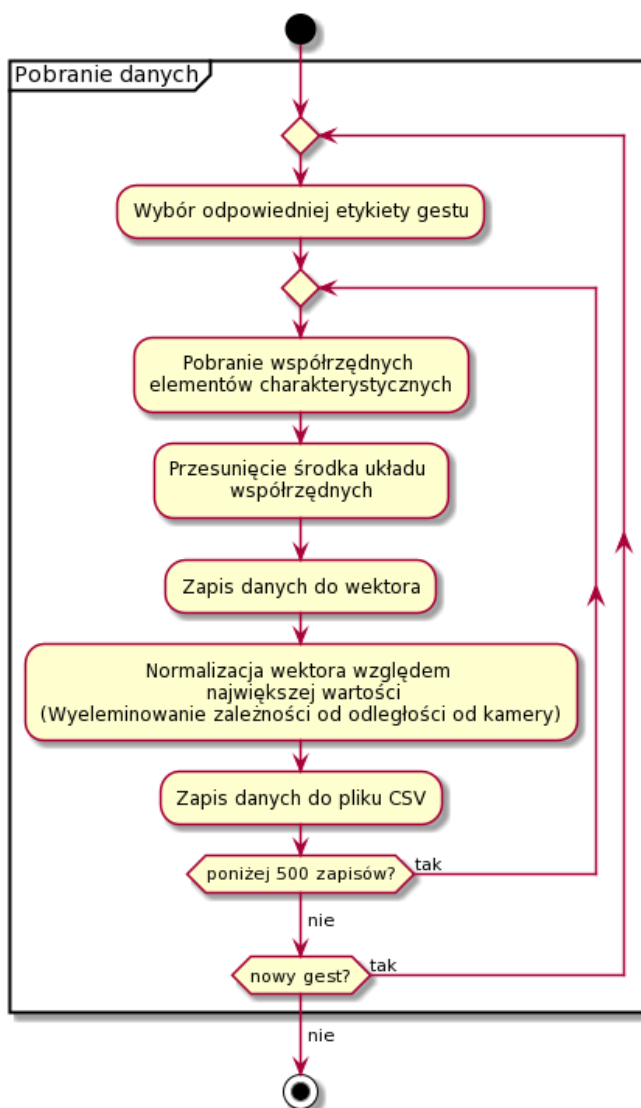 Pobranie danych
Wybór odpowiedniej etykiety gestu
Pobranie współrzędnych
elementów charakterystycznych
Przesunięcie środka układu
współrzędnych
Zapis danych do wektora
Normalizacja wektora względem
największej wartości
(Wyeleminowanie zależności od odległości od kamery)
Zapis danych do pliku CSV
poniżej 500 zapisów?
tak
nie
nowy gest?
tak
nie